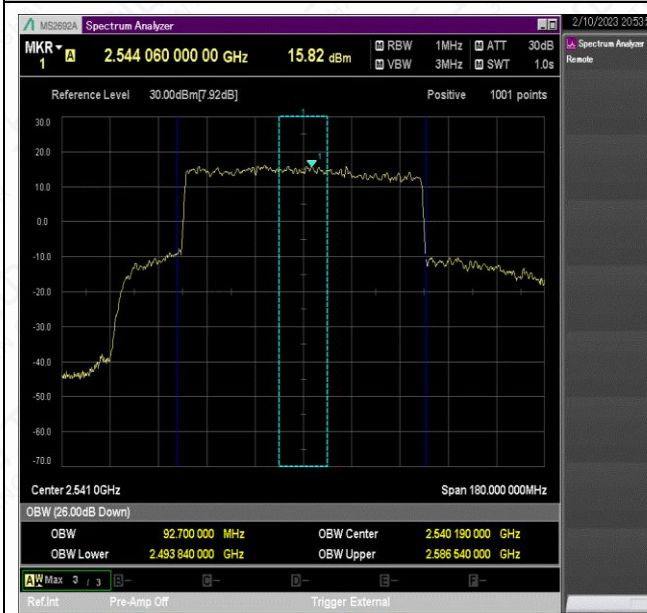 MS2692A Spectrum Analyzer
2/10/2023 20:53:
MKR 1 A 2.544 060 000 00 GHz 15.82 dBm
RBW 1MHz ATT 30dB
VBW 3MHz SWT 1.0s
Spectrum Analyzer
Remote
Reference Level 30.00dBm[7.92dB] Positive 1001 points
1
30.0
20.0
1
10.0
0.0
-10.0
-20.0
-30.0
-40.0
-50.0
-60.0
-70.0
Center 2.541 0GHz Span 180.000 000MHz
OBW (26.00dB Down)
OBW 92.700 000 MHz OBW Center 2.540 190 000 GHz
OBW Lower 2.493 840 000 GHz OBW Upper 2.586 540 000 GHz
A W Max 3 / 3 B- C- D- E- F-
Ref.Int Pre-Amp Off Trigger External